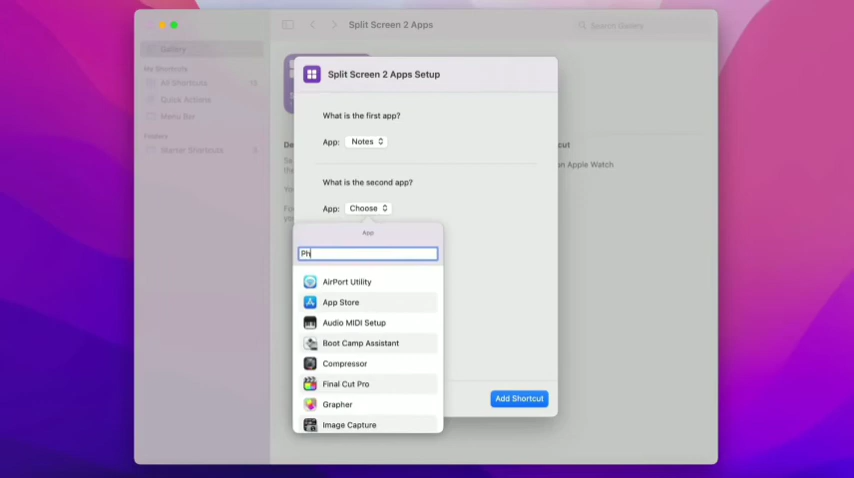 Split Screen 2 Apps
Search Gallery
Gallery
My Shortcuts
All Shortcuts
Quick Actions
Menu Bar
Starter Shortcuts
Split Screen 2 Apps Setup
What is the first app?
App: Notes
What is the second app?
App: Choose
App
Ph
AirPort Utility
App Store
Audio MIDI Setup
Boot Camp Assistant
Compressor
Final Cut Pro
Grapher
Image Capture
Add Shortcut
cut
n Apple Watch